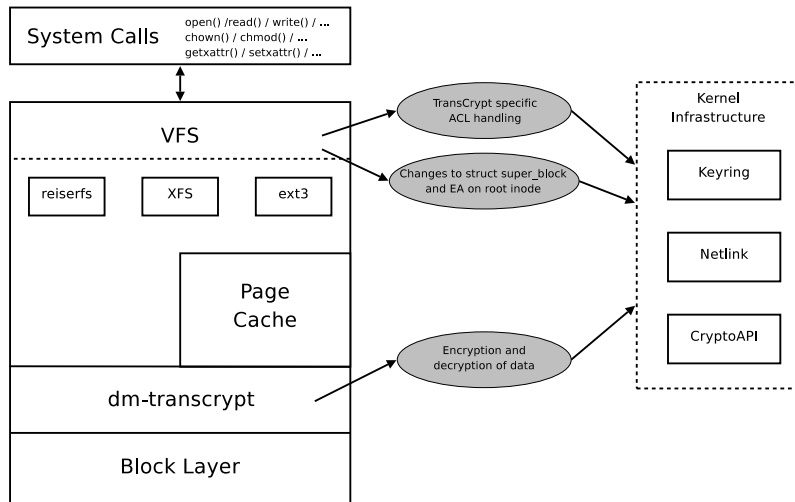 System Calls
open() /read() / write() / ...
chown() / chmod() / ...
getxattr() / setxattr() / ...
VFS
reiserfs
XFS
ext3
Page
Cache
dm-transcrypt
Block Layer
TransCrypt specific
ACL handling
Changes to struct super_block
and EA on root inode
Encryption and
decryption of data
Kernel
Infrastructure
Keyring
Netlink
CryptoAPI